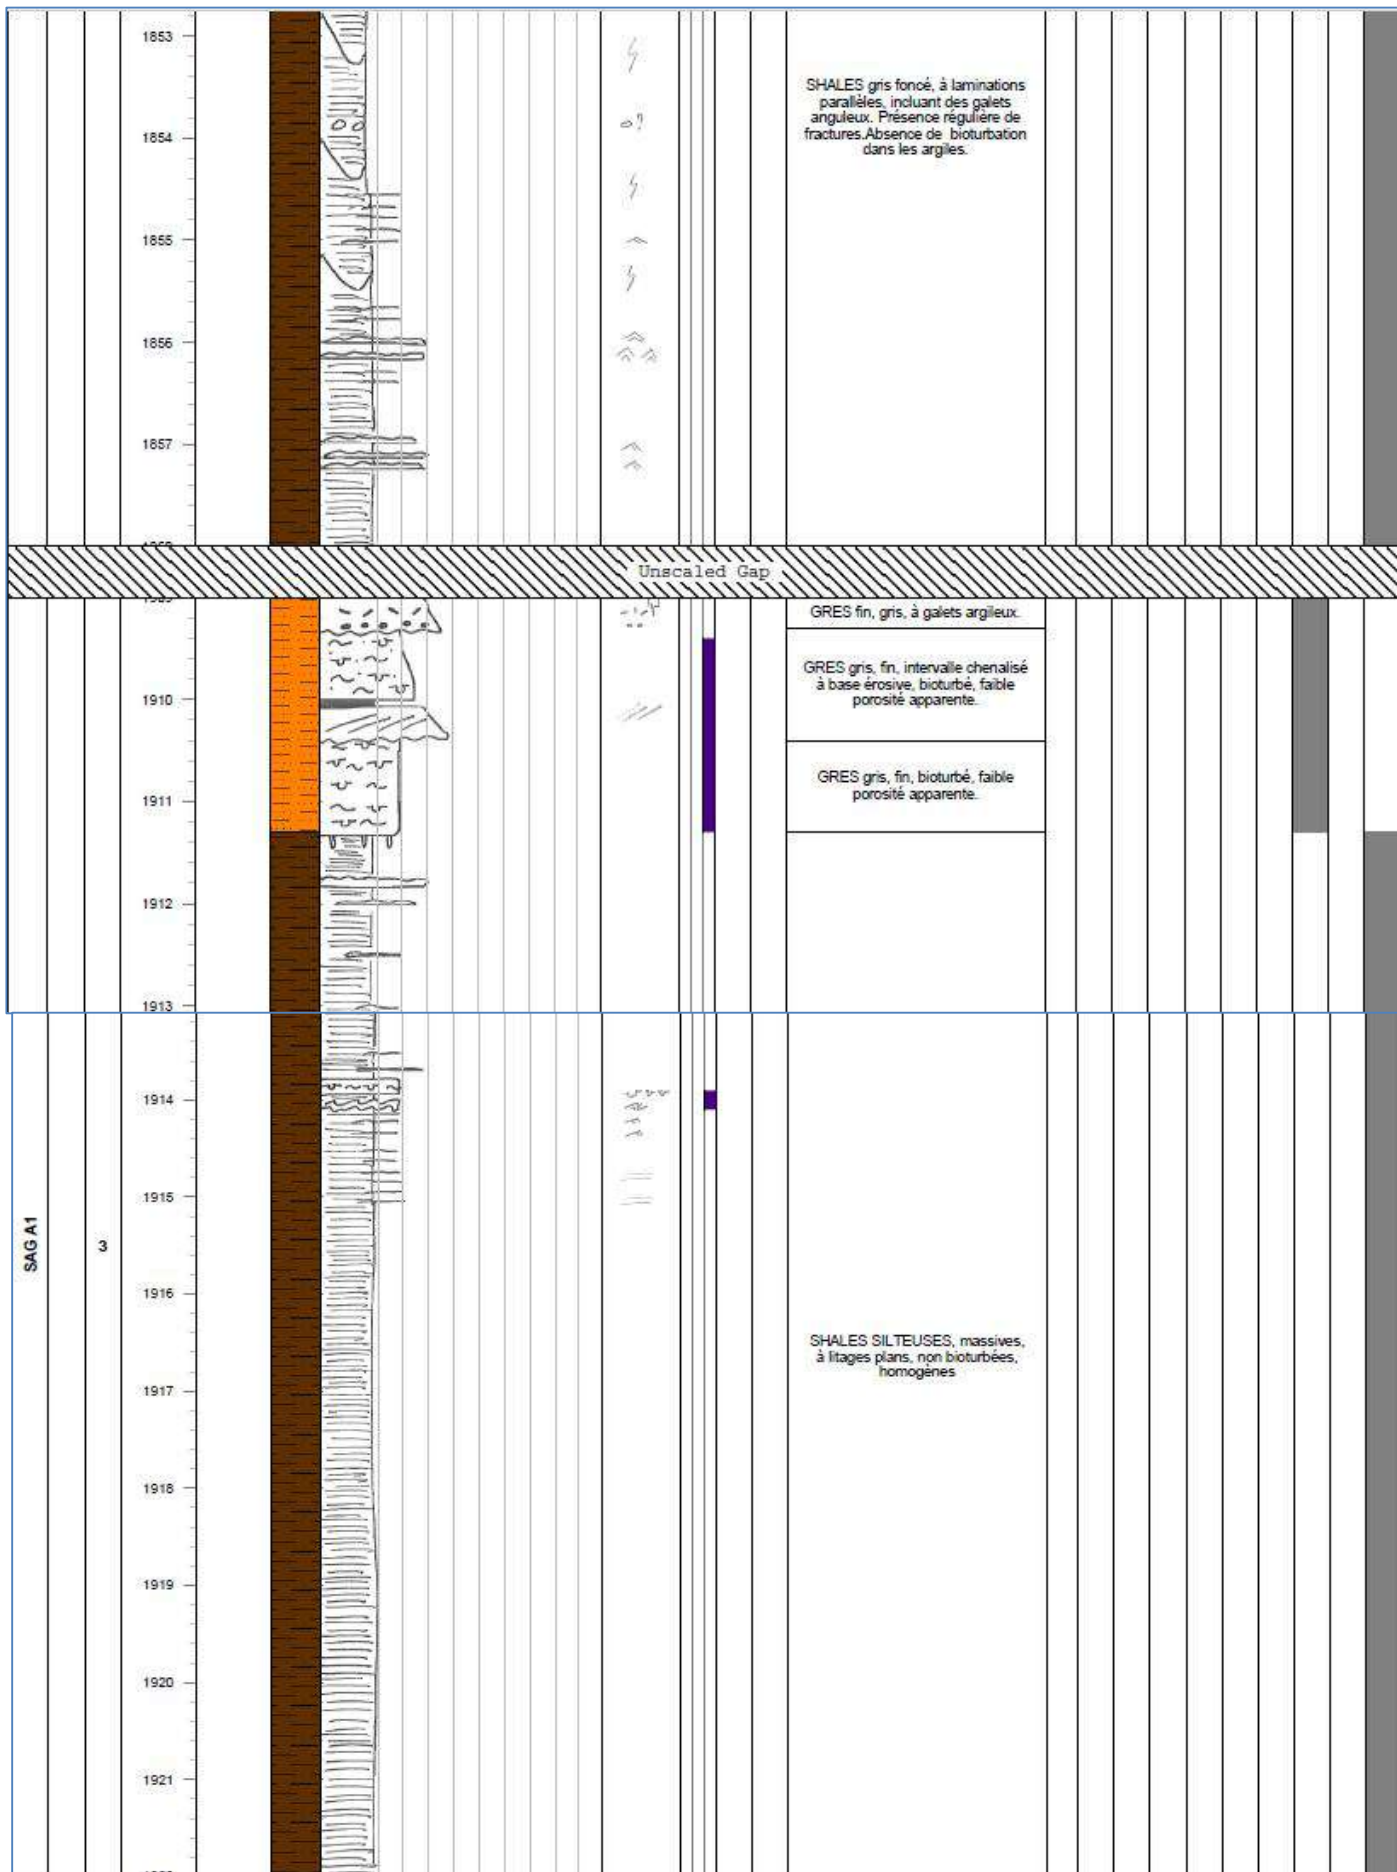 1853
SHALES gris foncé, à laminations
parallèles, incluant des galets
anguleux. Présence régulière de
fractures.Absence de bioturbation
dans les argiles.
1854
1855
1856
1857
Unscaled Gap
GRES fin, gris, à galets argileux.
GRES gris, fin, intervalle chenalisé
à base érosive, bioturbé, faible
porosité apparente.
1910
GRES gris, fin, bioturbé, faible
porosité apparente.
1911
1912
1913
1914
1915
SAG A1
3
1916
SHALES SILTEUSES, massives,
à litages plans, non bioturbées,
homogènes
1917
1918
1919
1920
1921